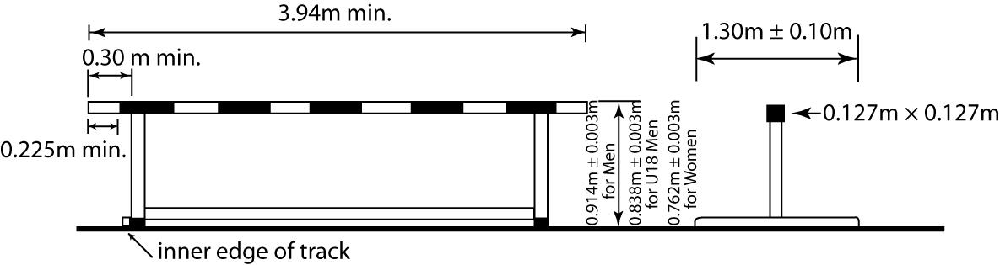 3.94m min.
1.30m ± 0.10m
0.30 m min.
0.127m × 0.127m
0.225m min.
0.914m ± 0.003m
for Men
0.838m ± 0.003m
for U18 Men
0.762m ± 0.003m
for Women
inner edge of track